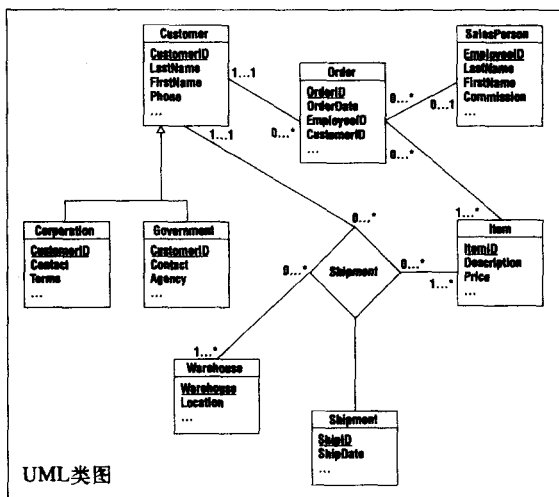 Customer
CustomerID
LastName
FirstName
Phone
...
1...1
0...*
1...1
Order
OrderID
OrderDate
EmployeeID
CustomerID
...
0...*
0...1
0...*
SalesPerson
EmployeeID
LastName
FirstName
Commission
...
Corporation
CustomerID
Contact
Terms
...
Government
CustomerID
Contact
Agency
...
0...*
0...*
Shipment
0...*
1...*
1...*
Item
ItemID
Description
Price
...
1...*
Warehouse
Warehouse
Location
...
Shipment
ShipID
ShipDate
...
UML类图